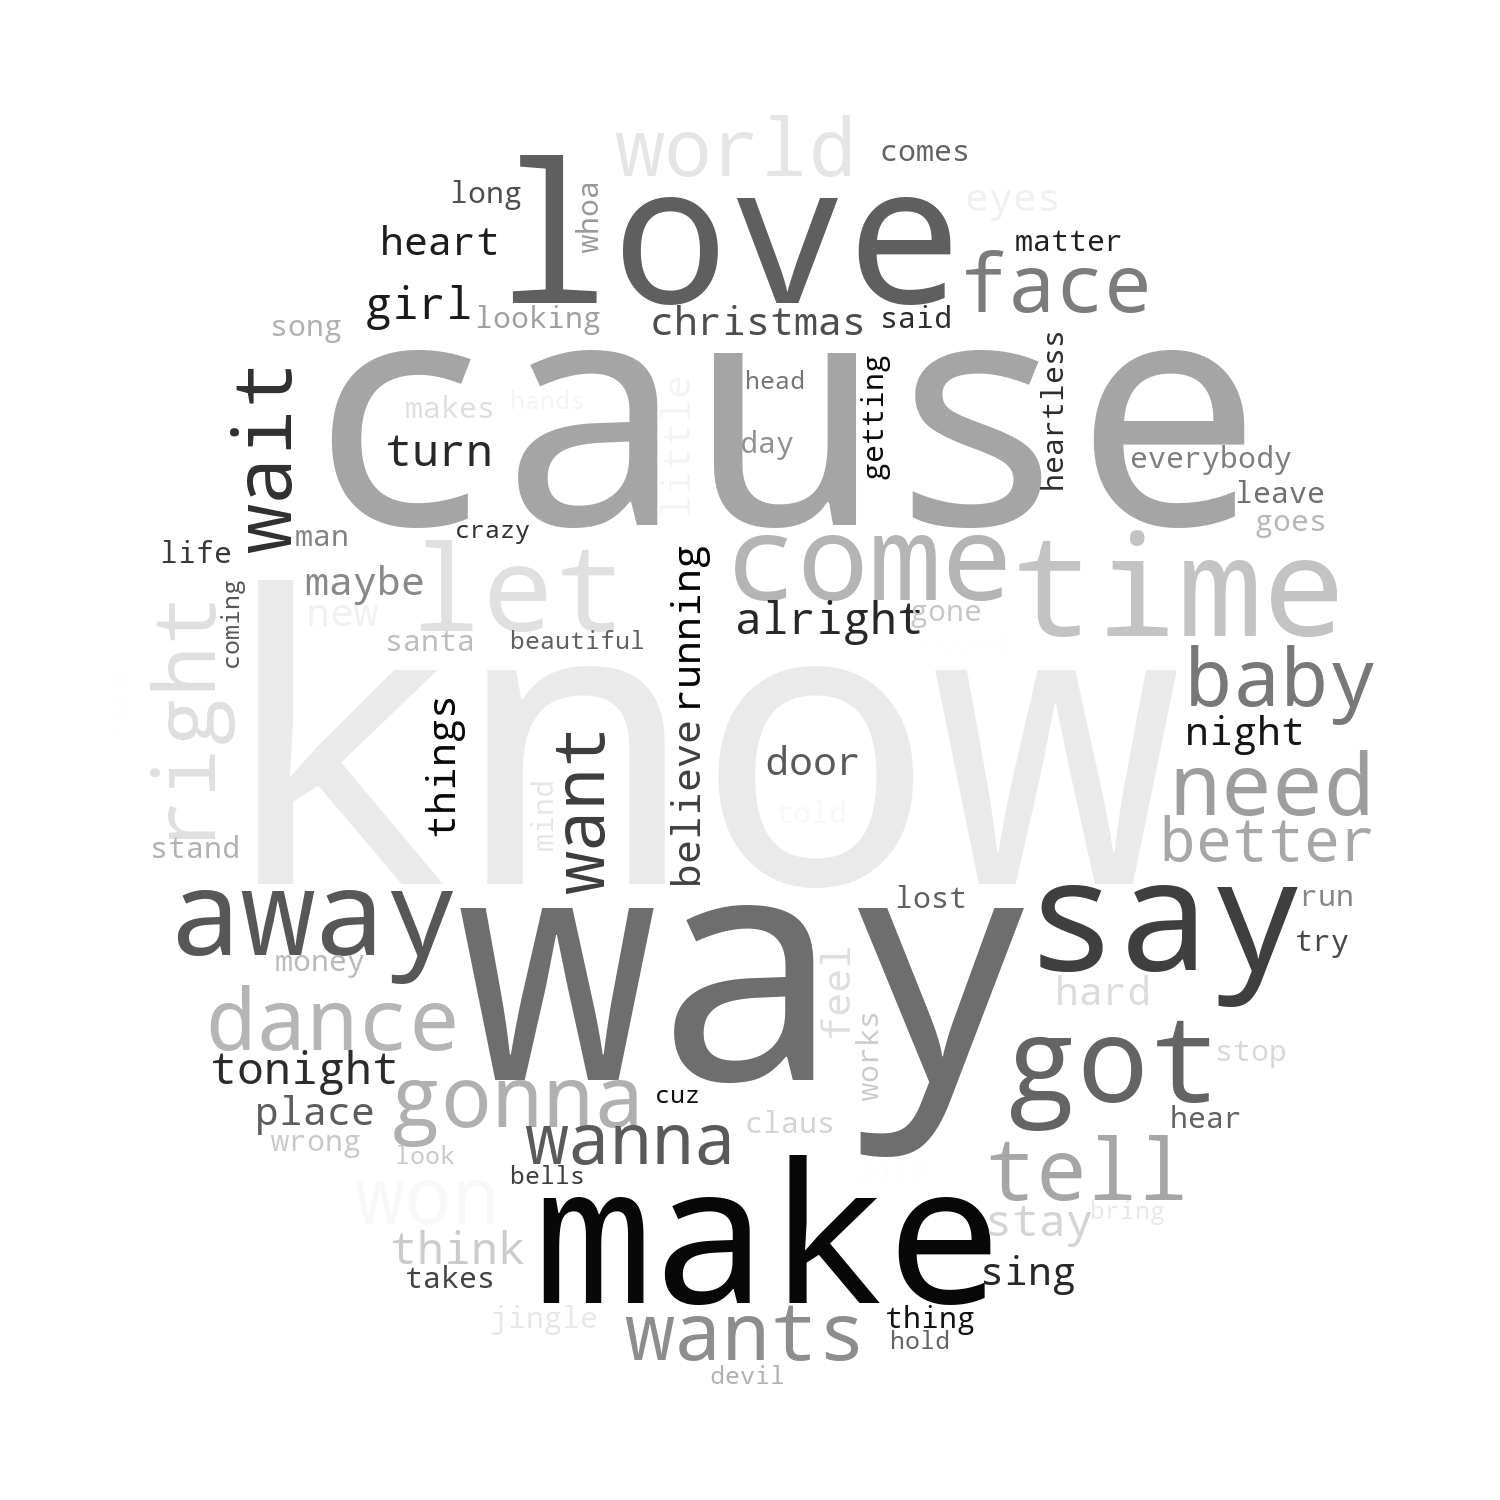 world
comes
love
long
whoa
eyes
heart
matter
face
girl
looking
christmas
said
song
cause
wait
heartless
getting
little
head
makes
hands
turn
day
everybody
leave
goes
crazy
man
life
come
time
let
maybe
coming
right
new
running
alright
gone
santa
beautiful
know
baby
night
things
want
believe
door
need
mind
told
better
stand
away
way
say
lost
run
try
money
feel
hard
dance
works
got
tonight
stop
gonna
cuz
place
claus
hear
wrong
wanna
look
tell
bells
make
won
stay
bring
think
takes
sing
jingle
wants
thing
hold
devil